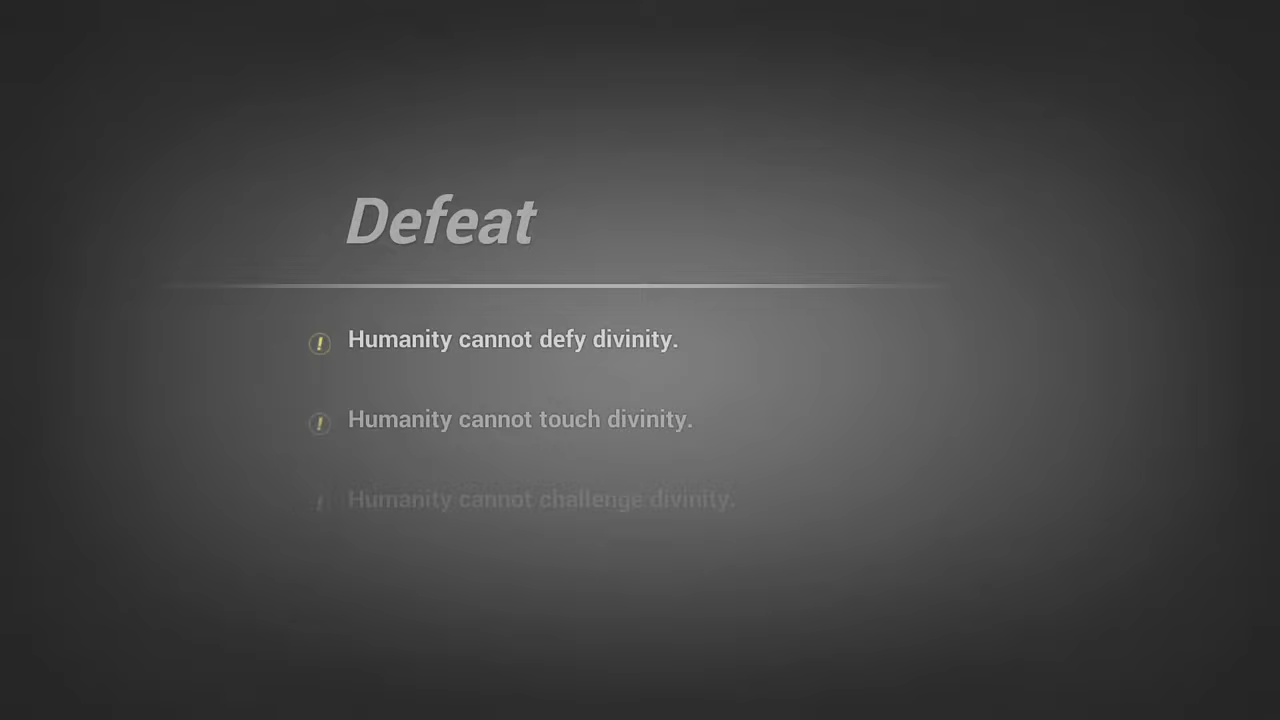 Defeat
! Humanity cannot defy divinity.
! Humanity cannot touch divinity.
! Humanity cannot challenge divinity.